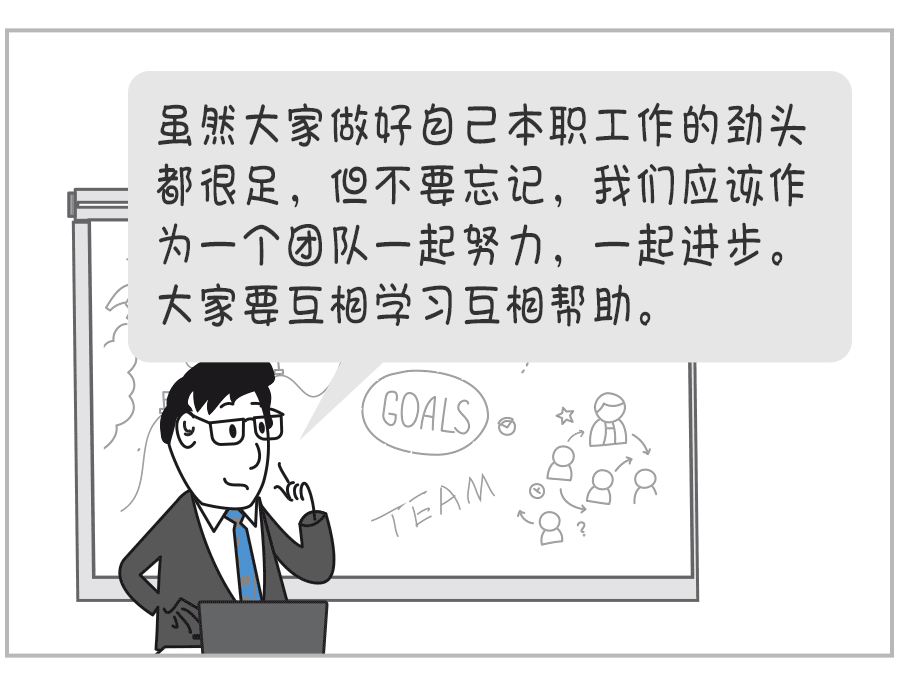 虽然大家做好自己本职工作的劲头
都很足，但不要忘记，我们应该作
为一个团队一起努力，一起进步。
大家要互相学习互相帮助。
GOALS
TEAM
?